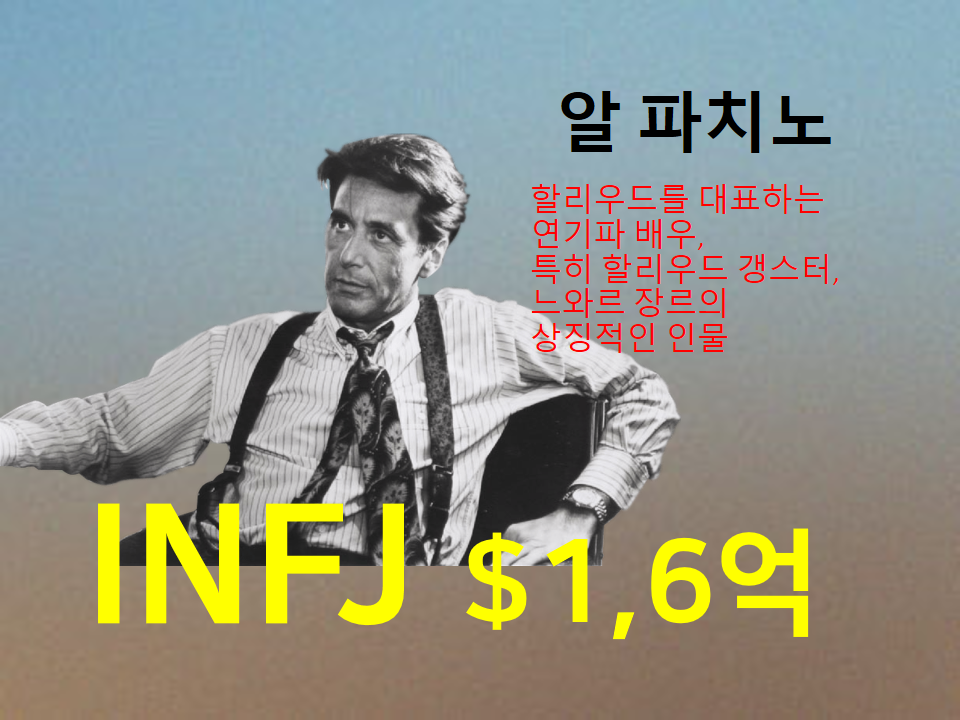 알 파치노
할리우드를 대표하는
연기파 배우,
특히 할리우드 갱스터,
느와르 장르의
상징적인 인물
INFJ $1,6억